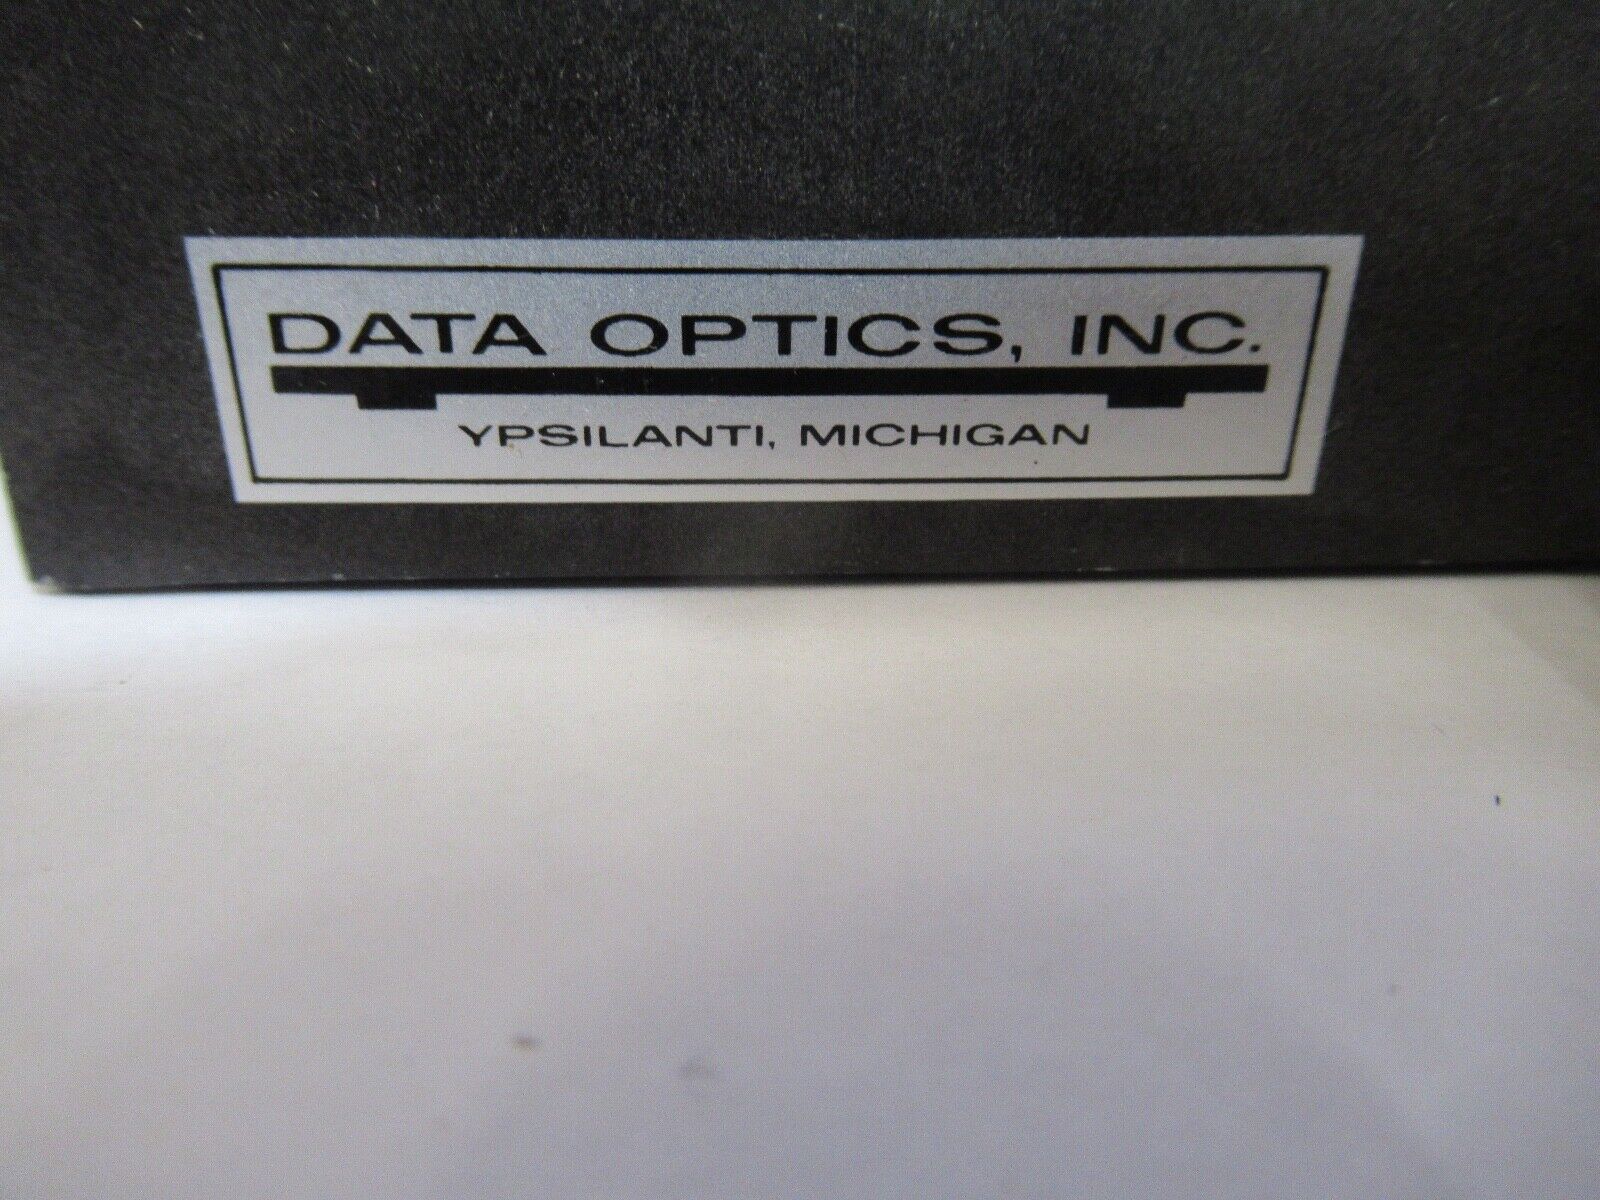 DATA OPTICS, INC.
YPSILANTI, MICHIGAN